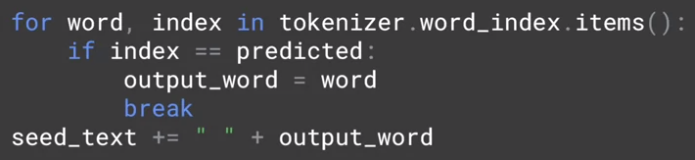 for word, index in tokenizer.word_index.items():
    if index == predicted:
        output_word = word
        break
seed_text += " " + output_word